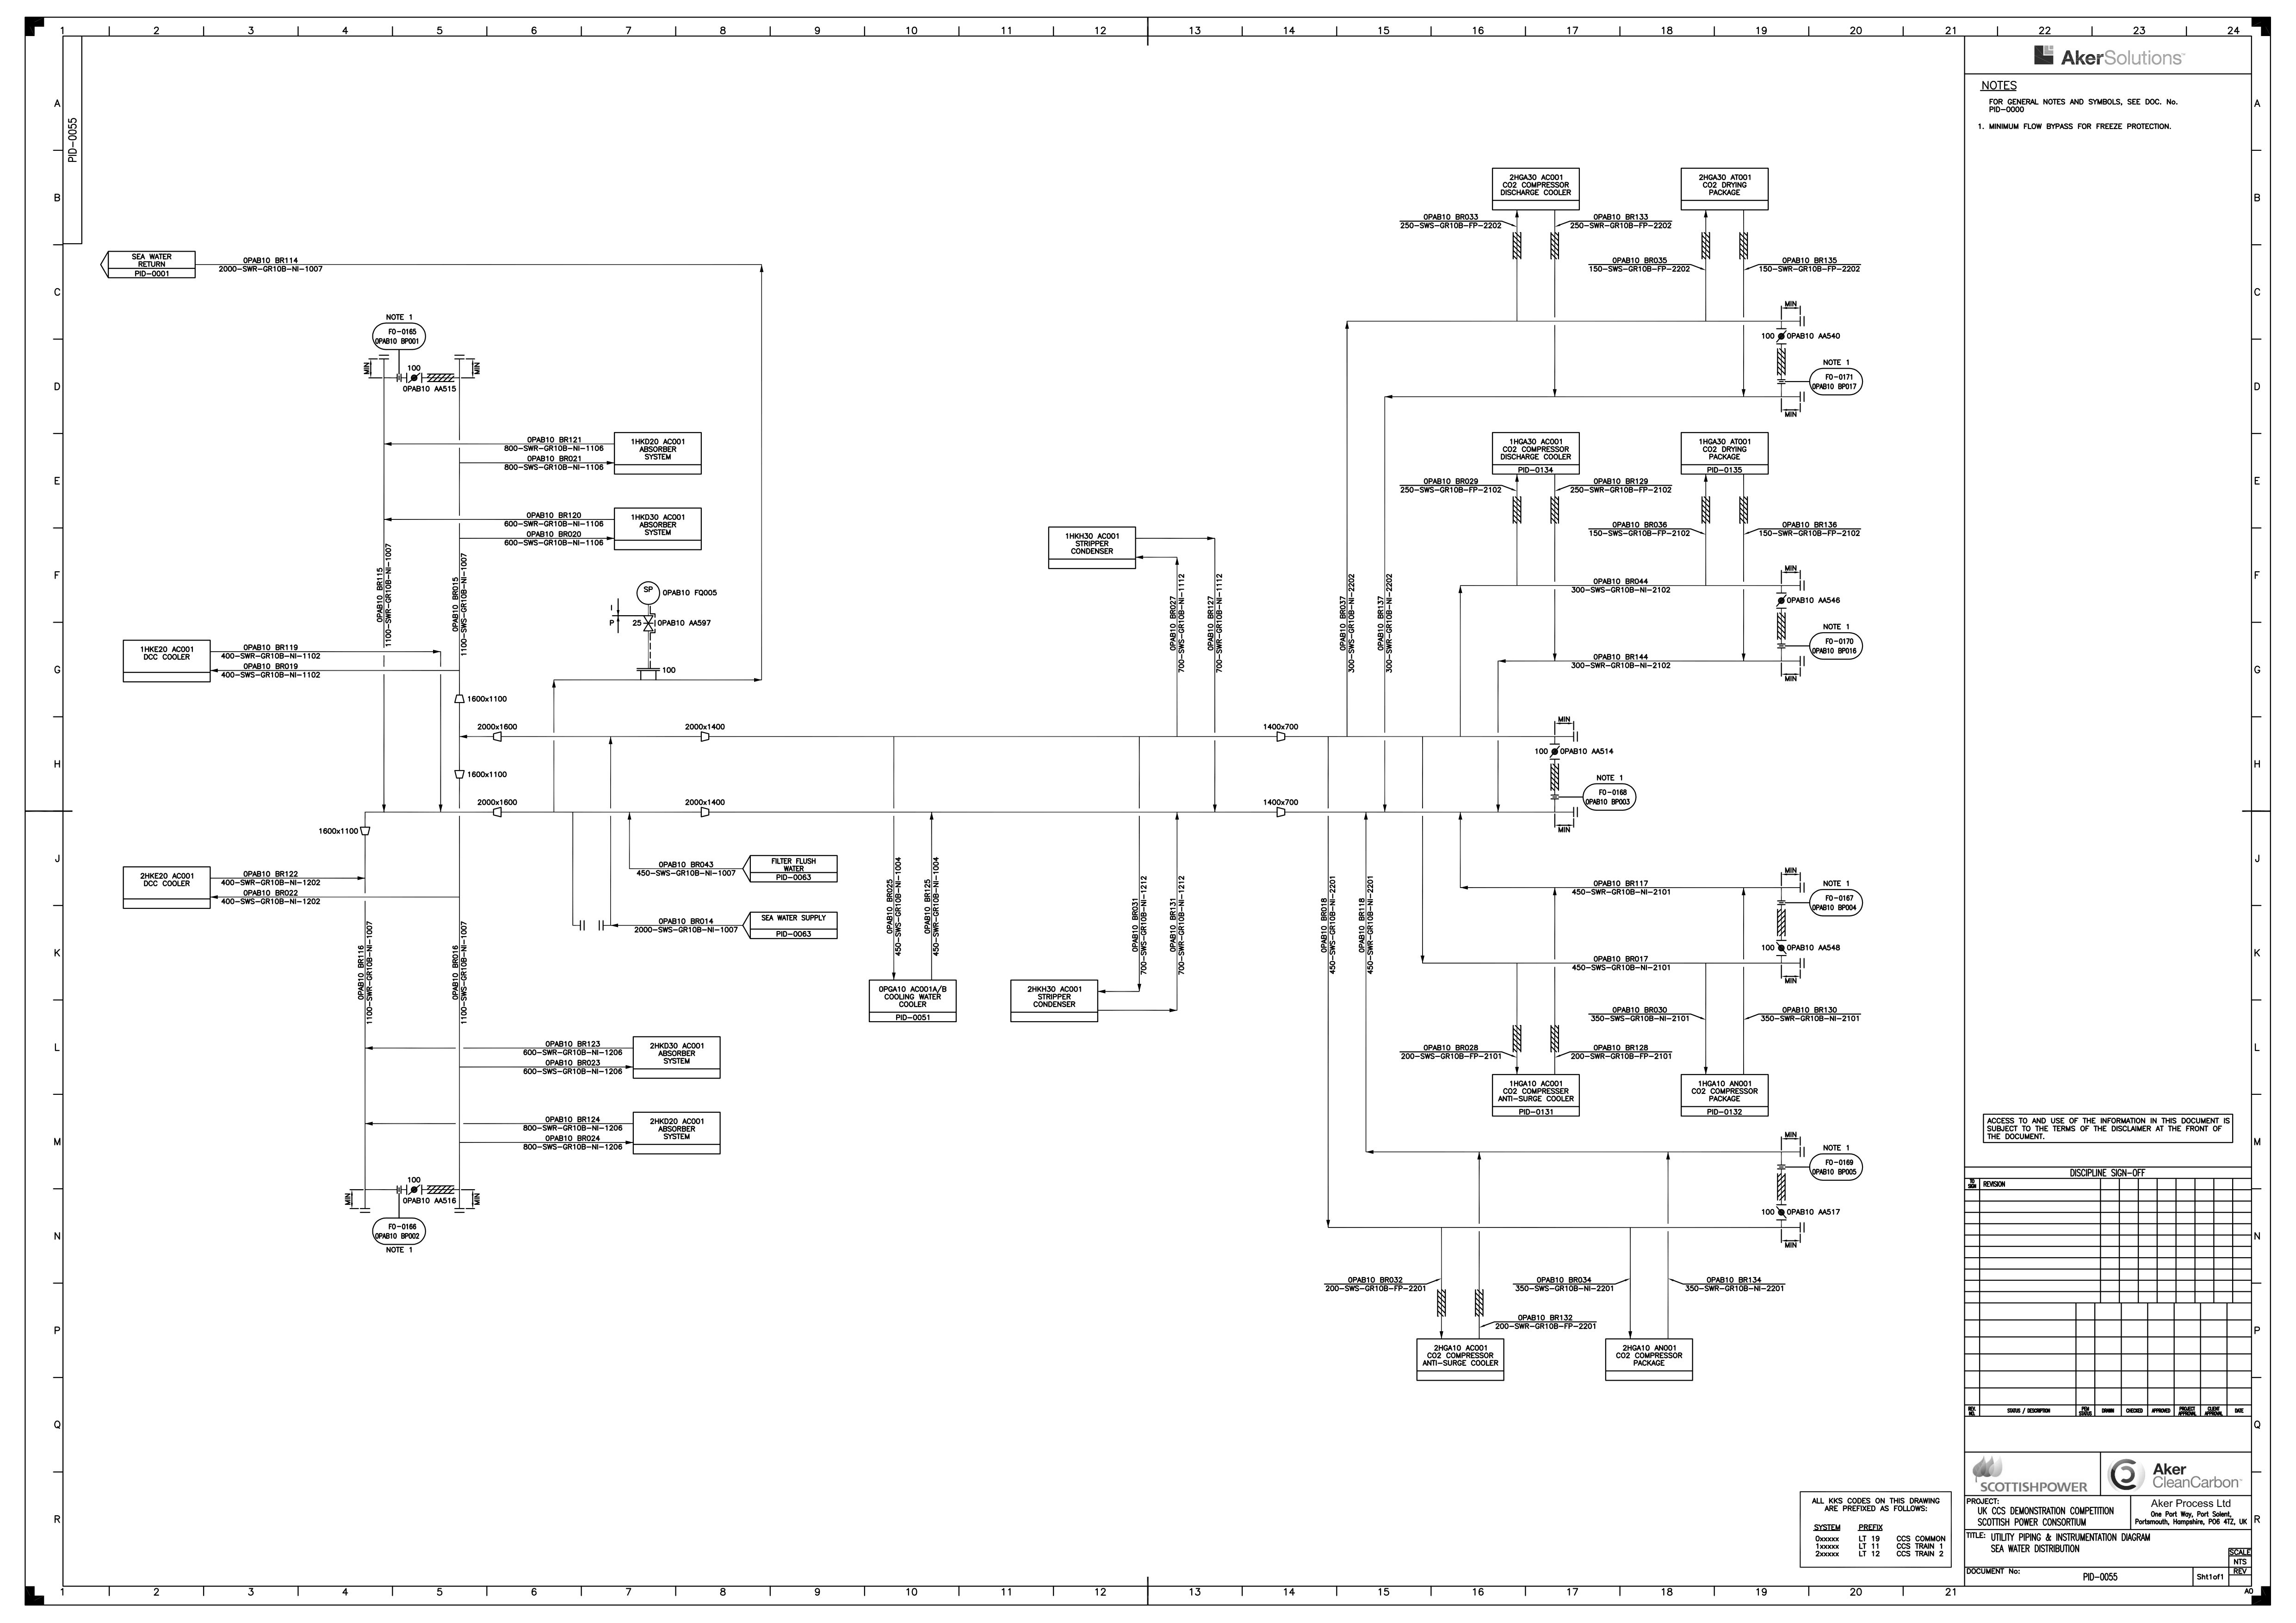 1 2 3 4 5 6 7 8 9 10 11 12 13 14 15 16 17 18 19 20 21 22 23 24
A
B
C
D
E
F
G
H
J
K
L
M
N
P
Q
R
PID-0055
AkerSolutions
NOTES
FOR GENERAL NOTES AND SYMBOLS, SEE DOC. No.
PID-0000
1. MINIMUM FLOW BYPASS FOR FREEZE PROTECTION.
SEA WATER
RETURN
PID-0001
0PAB10 BR114
2000-SWR-GR10B-NI-1007
NOTE 1
FO-0165
0PAB10 BP001
MIN
100
0PAB10 AA515
MIN
0PAB10 BR121
800-SWR-GR10B-NI-1106
0PAB10 BR021
800-SWS-GR10B-NI-1106
1HKD20 AC001
ABSORBER
SYSTEM
0PAB10 BR120
600-SWR-GR10B-NI-1106
0PAB10 BR020
600-SWS-GR10B-NI-1106
1HKD30 AC001
ABSORBER
SYSTEM
0PAB10 BR115
1100-SWR-GR10B-NI-1007
0PAB10 BR015
1100-SWS-GR10B-NI-1007
SP
0PAB10 FQ005
I
P
25
0PAB10 AA597
100
1HKE20 AC001
DCC COOLER
0PAB10 BR119
400-SWR-GR10B-NI-1102
0PAB10 BR019
400-SWS-GR10B-NI-1102
1600x1100
2000x1600
2000x1400
1400x700
1600x1100
2000x1600
2000x1400
1400x700
1600x1100
2HKE20 AC001
DCC COOLER
0PAB10 BR122
400-SWR-GR10B-NI-1202
0PAB10 BR022
400-SWS-GR10B-NI-1202
0PAB10 BR043
450-SWS-GR10B-NI-1007
FILTER FLUSH
WATER
PID-0063
0PAB10 BR014
2000-SWS-GR10B-NI-1007
SEA WATER SUPPLY
PID-0063
0PAB10 BR116
1100-SWR-GR10B-NI-1007
0PAB10 BR016
1100-SWS-GR10B-NI-1007
0PAB10 BR123
600-SWR-GR10B-NI-1206
0PAB10 BR023
600-SWS-GR10B-NI-1206
2HKD30 AC001
ABSORBER
SYSTEM
0PAB10 BR124
800-SWR-GR10B-NI-1206
0PAB10 BR024
800-SWS-GR10B-NI-1206
2HKD20 AC001
ABSORBER
SYSTEM
MIN
100
0PAB10 AA516
MIN
FO-0166
0PAB10 BP002
NOTE 1
0PAB10 BR025
450-SWS-GR10B-NI-1004
0PAB10 BR125
450-SWR-GR10B-NI-1004
0PGA10 AC001A/B
COOLING WATER
COOLER
PID-0051
1HKH30 AC001
STRIPPER
CONDENSER
0PAB10 BR027
700-SWS-GR10B-NI-1112
0PAB10 BR127
700-SWR-GR10B-NI-1112
0PAB10 BR031
700-SWS-GR10B-NI-1212
0PAB10 BR131
700-SWR-GR10B-NI-1212
2HKH30 AC001
STRIPPER
CONDENSER
0PAB10 BR037
300-SWS-GR10B-NI-2202
0PAB10 BR137
300-SWR-GR10B-NI-2202
2HGA30 AC001
CO2 COMPRESSOR
DISCHARGE COOLER
2HGA30 AT001
CO2 DRYING
PACKAGE
0PAB10 BR033
250-SWS-GR10B-FP-2202
0PAB10 BR133
250-SWR-GR10B-FP-2202
0PAB10 BR035
150-SWS-GR10B-FP-2202
0PAB10 BR135
150-SWR-GR10B-FP-2202
MIN
100
0PAB10 AA540
NOTE 1
FO-0171
0PAB10 BP017
MIN
1HGA30 AC001
CO2 COMPRESSOR
DISCHARGE COOLER
PID-0134
1HGA30 AT001
CO2 DRYING
PACKAGE
PID-0135
0PAB10 BR029
250-SWS-GR10B-FP-2102
0PAB10 BR129
250-SWR-GR10B-FP-2102
0PAB10 BR036
150-SWS-GR10B-FP-2102
0PAB10 BR136
150-SWR-GR10B-FP-2102
0PAB10 BR044
300-SWS-GR10B-NI-2102
MIN
0PAB10 AA546
NOTE 1
FO-0170
0PAB10 BP016
0PAB10 BR144
300-SWR-GR10B-NI-2102
MIN
MIN
100
0PAB10 AA514
NOTE 1
FO-0168
0PAB10 BP003
MIN
0PAB10 BR018
450-SWS-GR10B-NI-2201
0PAB10 BR118
450-SWR-GR10B-NI-2201
0PAB10 BR117
450-SWR-GR10B-NI-2101
MIN
NOTE 1
FO-0167
0PAB10 BP004
100
0PAB10 AA548
0PAB10 BR017
450-SWS-GR10B-NI-2101
MIN
0PAB10 BR030
350-SWS-GR10B-NI-2101
0PAB10 BR130
350-SWR-GR10B-NI-2101
0PAB10 BR028
200-SWS-GR10B-FP-2101
0PAB10 BR128
200-SWR-GR10B-FP-2101
1HGA10 AC001
CO2 COMPRESSER
ANTI-SURGE COOLER
PID-0131
1HGA10 AN001
CO2 COMPRESSOR
PACKAGE
PID-0132
MIN
NOTE 1
FO-0169
0PAB10 BP005
100
0PAB10 AA517
MIN
0PAB10 BR032
200-SWS-GR10B-FP-2201
0PAB10 BR034
350-SWS-GR10B-NI-2201
0PAB10 BR134
350-SWR-GR10B-NI-2201
0PAB10 BR132
200-SWR-GR10B-FP-2201
2HGA10 AC001
CO2 COMPRESSOR
ANTI-SURGE COOLER
2HGA10 AN001
CO2 COMPRESSOR
PACKAGE
ALL KKS CODES ON THIS DRAWING
ARE PREFIXED AS FOLLOWS:
SYSTEM PREFIX
0xxxxx LT 19 CCS COMMON
1xxxxx LT 11 CCS TRAIN 1
2xxxxx LT 12 CCS TRAIN 2
ACCESS TO AND USE OF THE INFORMATION IN THIS DOCUMENT IS
SUBJECT TO THE TERMS OF THE DISCLAIMER AT THE FRONT OF
THE DOCUMENT.
DISCIPLINE SIGN-OFF
TO SIGN REVISION
REV. NO. STATUS / DESCRIPTION PEM STATUS DRAWN CHECKED APPROVED PROJECT APPROVAL CLIENT APPROVAL DATE
SCOTTISHPOWER
Aker
CleanCarbon
PROJECT:
UK CCS DEMONSTRATION COMPETITION
SCOTTISH POWER CONSORTIUM
Aker Process Ltd
One Port Way, Port Solent,
Portsmouth, Hampshire, PO6 4TZ, UK
TITLE: UTILITY PIPING & INSTRUMENTATION DIAGRAM
SEA WATER DISTRIBUTION
SCALE
NTS
DOCUMENT No:
PID-0055
Sht1of1
REV
A0
1 2 3 4 5 6 7 8 9 10 11 12 13 14 15 16 17 18 19 20 21
A
B
C
D
E
F
G
H
J
K
L
M
N
P
Q
R